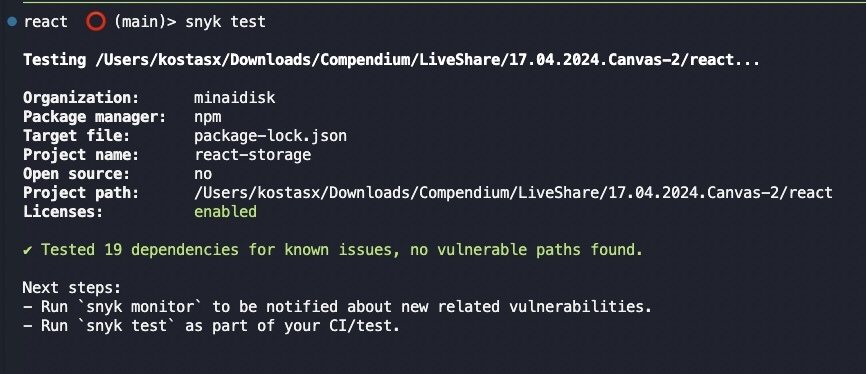 react ⭕ (main)> snyk test
Testing /Users/kostasx/Downloads/Compendium/LiveShare/17.04.2024.Canvas-2/react...
Organization: minaidisk
Package manager: npm
Target file: package-lock.json
Project name: react-storage
Open source: no
Project path: /Users/kostasx/Downloads/Compendium/LiveShare/17.04.2024.Canvas-2/react
Licenses: enabled
✔ Tested 19 dependencies for known issues, no vulnerable paths found.
Next steps:
- Run `snyk monitor` to be notified about new related vulnerabilities.
- Run `snyk test` as part of your CI/test.